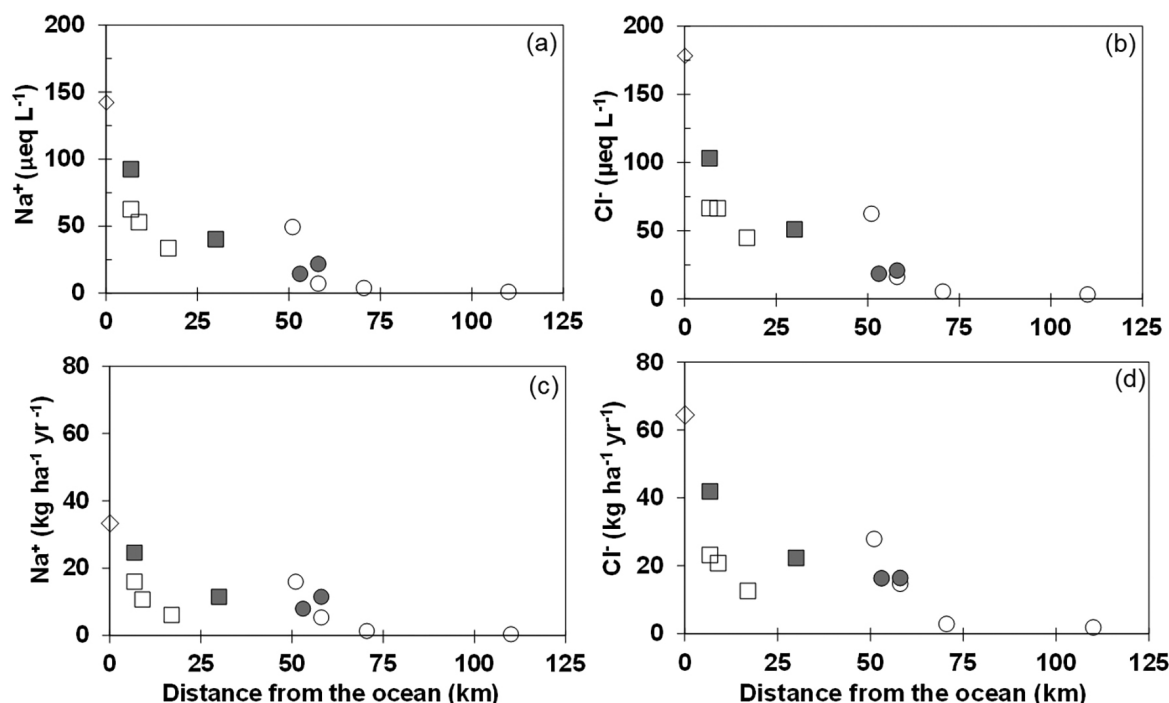 200
150
100
50
0
0 25 50 75 100 125
Na⁺ (µeq L⁻¹)
(a)
200
150
100
50
0
0 25 50 75 100 125
Cl⁻ (µeq L⁻¹)
(b)
80
60
40
20
0
0 25 50 75 100 125
Na⁺ (kg ha⁻¹ yr⁻¹)
(c)
Distance from the ocean (km)
80
60
40
20
0
0 25 50 75 100 125
Cl⁻ (kg ha⁻¹ yr⁻¹)
(d)
Distance from the ocean (km)